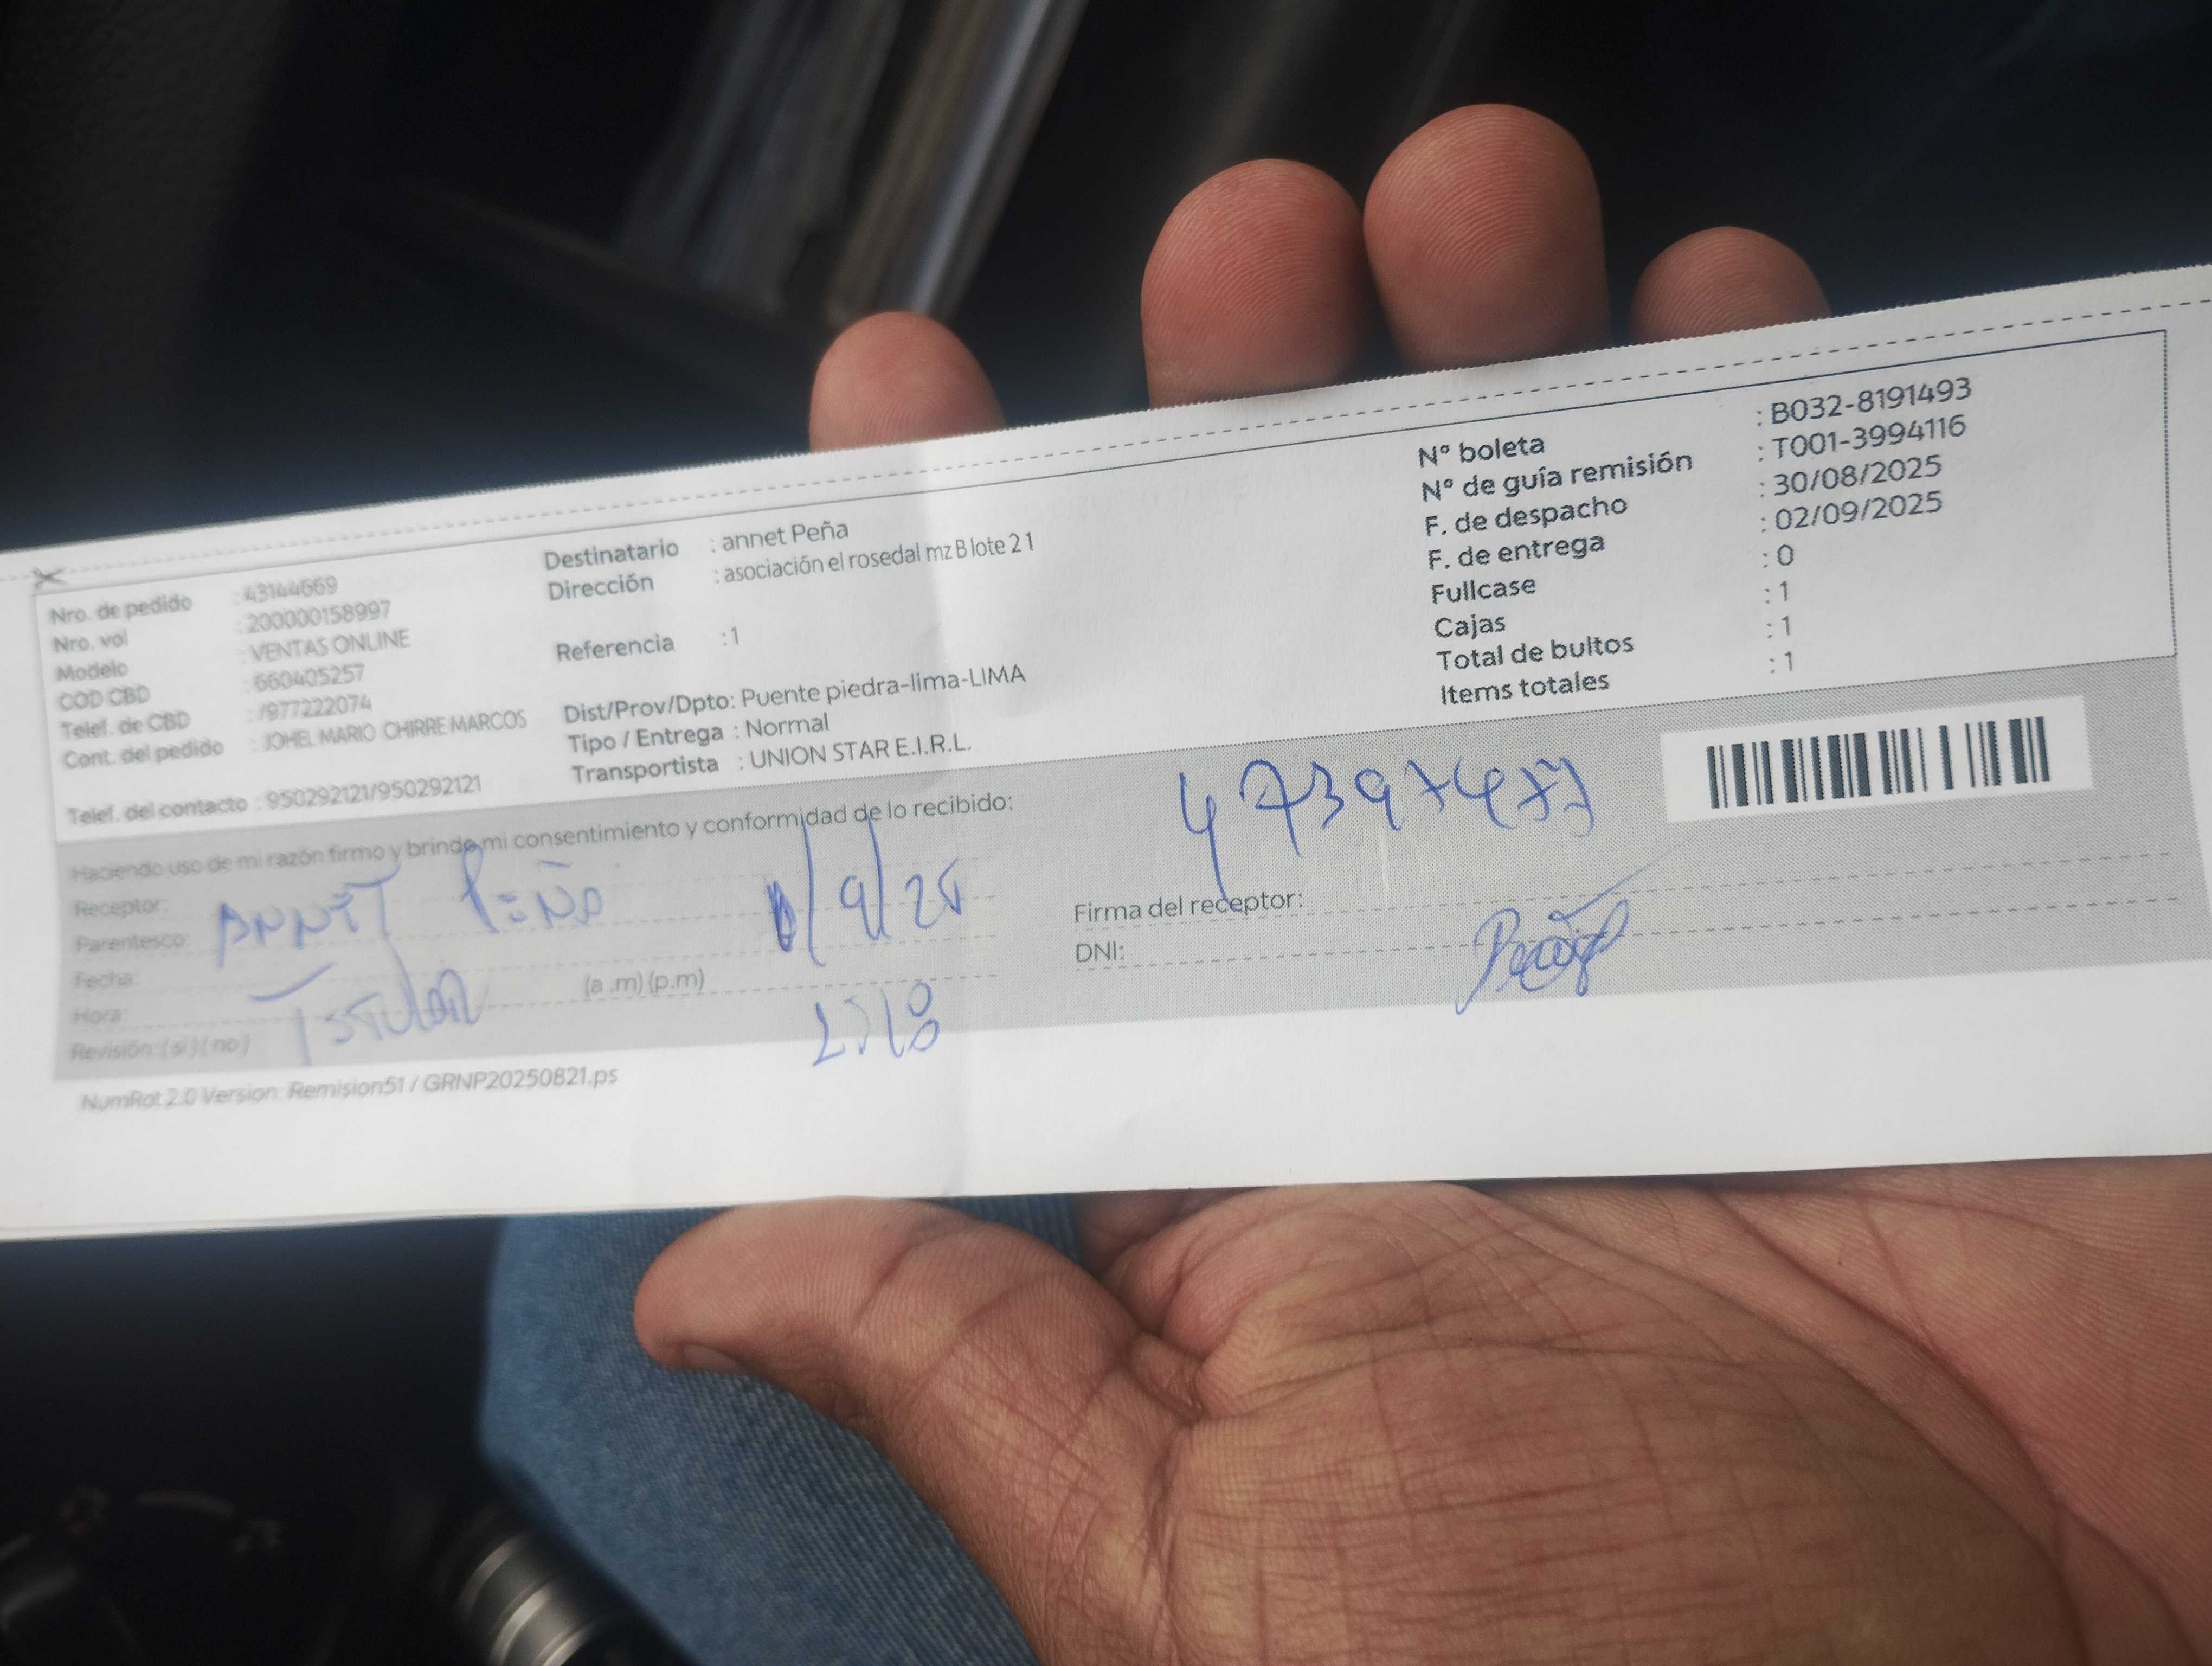 Nro. de pedido : 43144669
Nro. vol : 200000158997
Modelo : VENTAS ONLINE
COD CBD : 660405257
Telef. de CBD : /977222074
Cont. del pedido : JOHEL MARIO CHIRRE MARCOS
Telef. del contacto : 950292121/950292121
Destinatario : annet Peña
Dirección : asociación el rosedal mz B lote 21
Referencia : 1
Dist/Prov/Dpto: Puente piedra-lima-LIMA
Tipo / Entrega : Normal
Transportista : UNION STAR E.I.R.L.
N° boleta : B032-8191493
N° de guía remisión : T001-3994116
F. de despacho : 30/08/2025
F. de entrega : 02/09/2025
Fullcase : 0
Cajas : 1
Total de bultos : 1
Items totales : 1
Haciendo uso de mi razón firmo y brindo mi consentimiento y conformidad de lo recibido:
Receptor:
Parentesco:
ANNET PEÑA
Fecha:
Hora: (a .m) (p.m)
Revisión: ( si ) ( no )
Firma del receptor:
DNI:
NumRot 2.0 Version: Remision51 / GRNP20250821.ps